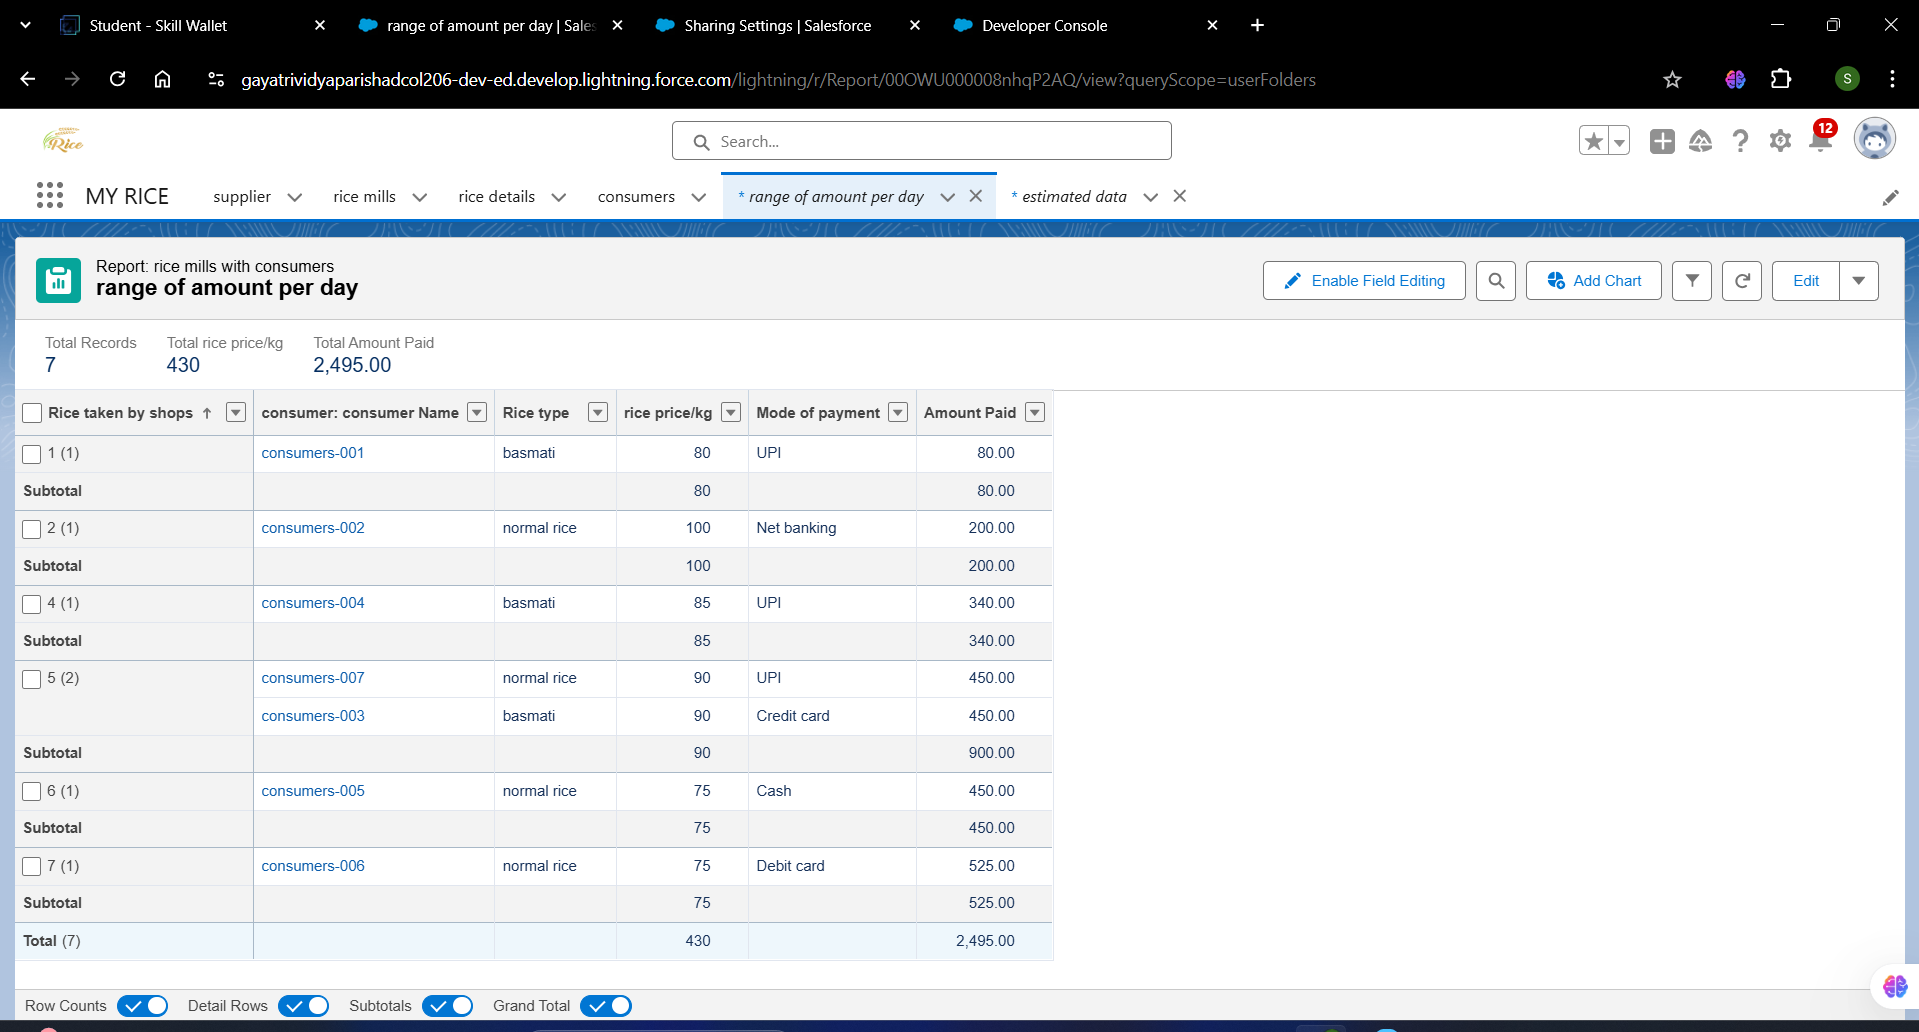 Student - Skill Wallet
range of amount per day | Sales
Sharing Settings | Salesforce
Developer Console
gayatrividyaparishadcol206-dev-ed.develop.lightning.force.com/lightning/r/Report/00OWU000008nhqP2AQ/view?queryScope=userFolders
S
Rice
Search...
12
MY RICE
supplier
rice mills
rice details
consumers
* range of amount per day
* estimated data
Report: rice mills with consumers
range of amount per day
Enable Field Editing
Add Chart
Edit
Total Records Total rice price/kg Total Amount Paid
7 430 2,495.00
Rice taken by shops ↑ consumer: consumer Name Rice type rice price/kg Mode of payment Amount Paid
1 (1) consumers-001 basmati 80 UPI 80.00
Subtotal 80 80.00
2 (1) consumers-002 normal rice 100 Net banking 200.00
Subtotal 100 200.00
4 (1) consumers-004 basmati 85 UPI 340.00
Subtotal 85 340.00
5 (2) consumers-007 normal rice 90 UPI 450.00
consumers-003 basmati 90 Credit card 450.00
Subtotal 90 900.00
6 (1) consumers-005 normal rice 75 Cash 450.00
Subtotal 75 450.00
7 (1) consumers-006 normal rice 75 Debit card 525.00
Subtotal 75 525.00
Total (7) 430 2,495.00
Row Counts Detail Rows Subtotals Grand Total